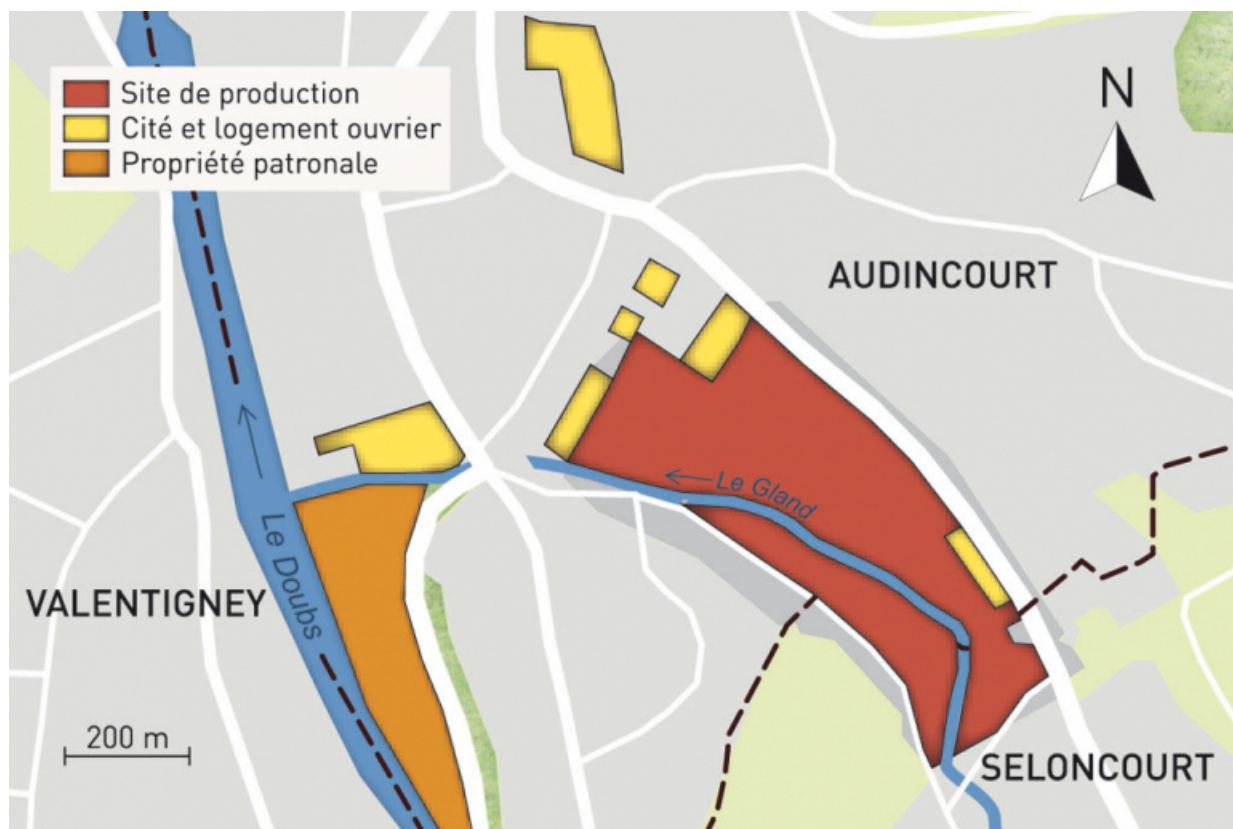 Site de production
Cité et logement ouvrier
Propriété patronale
N
AUDINCOURT
Le Gland
Le Doubs
VALENTIGNEY
200 m
SELONCOURT